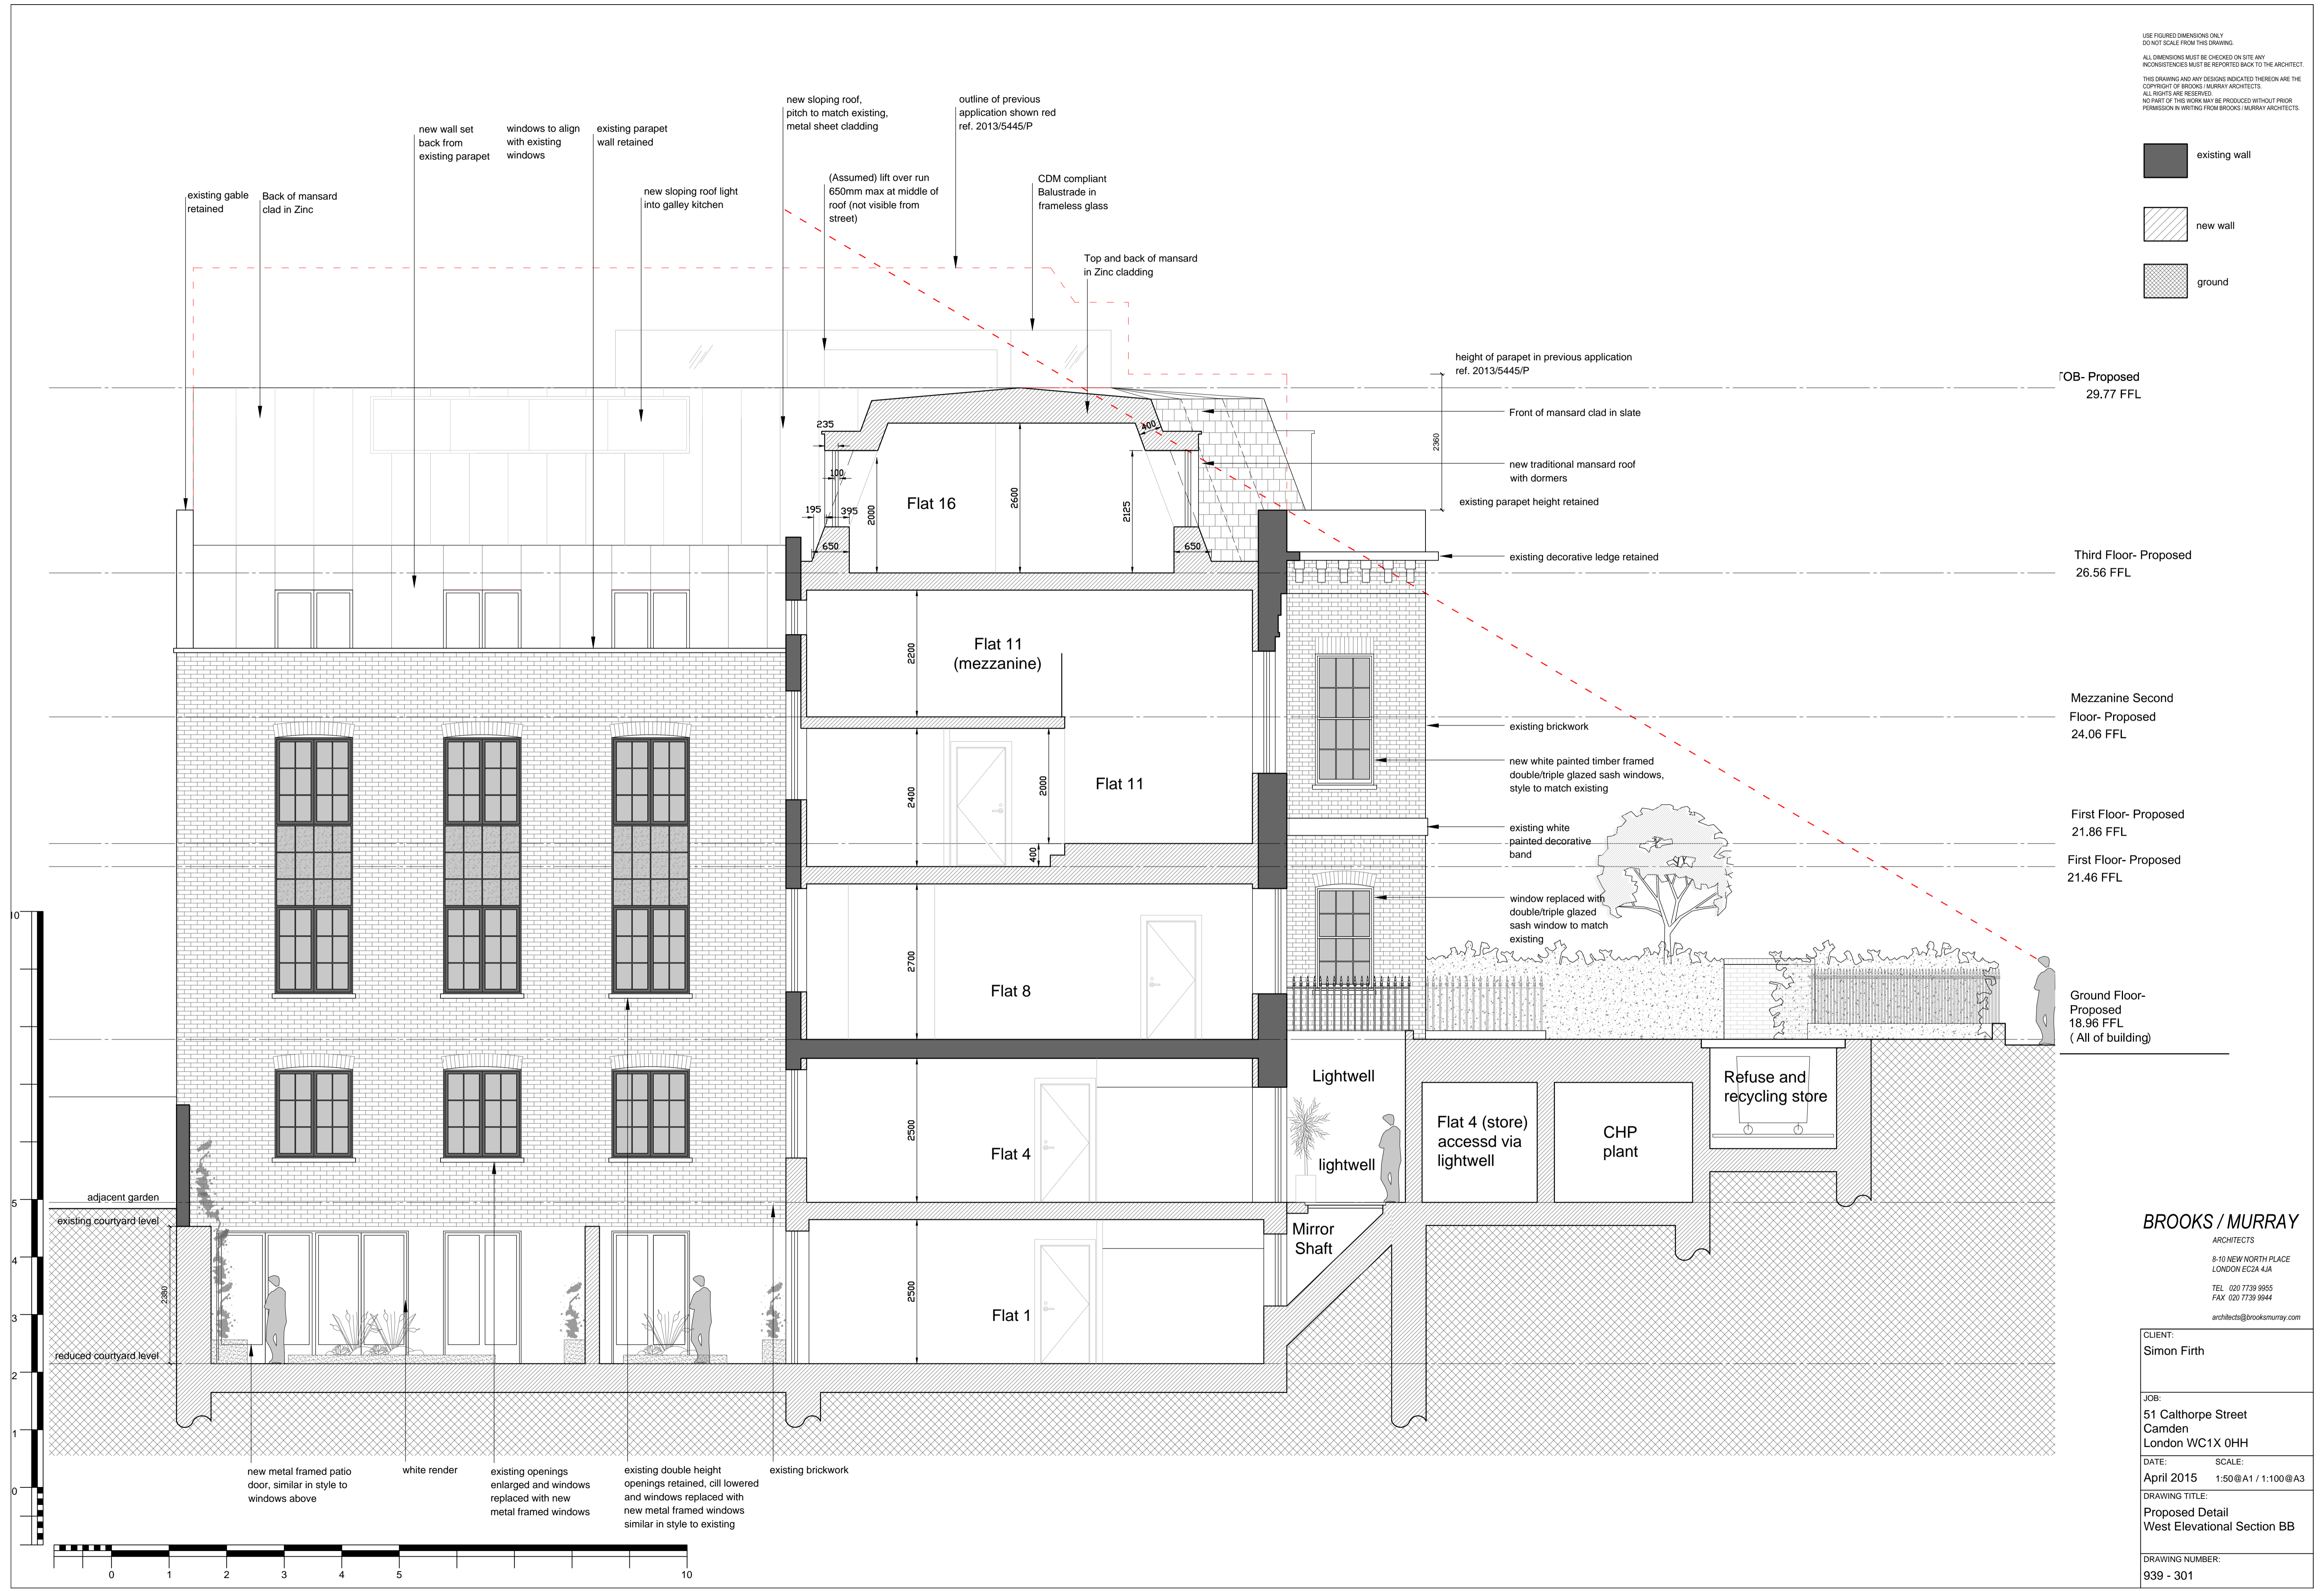 USE FIGURED DIMENSIONS ONLY
DO NOT SCALE FROM THIS DRAWING.
ALL DIMENSIONS MUST BE CHECKED ON SITE ANY
INCONSISTENCIES MUST BE REPORTED BACK TO THE ARCHITECT.
THIS DRAWING AND ANY DESIGNS INDICATED THEREON ARE THE
COPYRIGHT OF BROOKS / MURRAY ARCHITECTS.
ALL RIGHTS ARE RESERVED.
NO PART OF THIS WORK MAY BE PRODUCED WITHOUT PRIOR
PERMISSION IN WRITING FROM BROOKS / MURRAY ARCHITECTS.
existing wall
new wall
ground
existing gable
retained
Back of mansard
clad in Zinc
new wall set
back from
existing parapet
windows to align
with existing
windows
existing parapet
wall retained
new sloping roof light
into galley kitchen
new sloping roof,
pitch to match existing,
metal sheet cladding
(Assumed) lift over run
650mm max at middle of
roof (not visible from
street)
outline of previous
application shown red
ref. 2013/5445/P
CDM compliant
Balustrade in
frameless glass
Top and back of mansard
in Zinc cladding
height of parapet in previous application
ref. 2013/5445/P
2360
Front of mansard clad in slate
new traditional mansard roof
with dormers
existing parapet height retained
existing decorative ledge retained
existing brickwork
new white painted timber framed
double/triple glazed sash windows,
style to match existing
existing white
painted decorative
band
window replaced with
double/triple glazed
sash window to match
existing
TOB- Proposed
29.77 FFL
Third Floor- Proposed
26.56 FFL
Mezzanine Second
Floor- Proposed
24.06 FFL
First Floor- Proposed
21.86 FFL
First Floor- Proposed
21.46 FFL
Ground Floor-
Proposed
18.96 FFL
( All of building)
235
400
100
Flat 16
195
395
2000
2600
2125
650
650
Flat 11
(mezzanine)
2200
Flat 11
2400
2000
400
Flat 8
2700
Flat 4
2500
Flat 1
2500
Lightwell
lightwell
Mirror
Shaft
Flat 4 (store)
accessd via
lightwell
CHP
plant
Refuse and
recycling store
adjacent garden
existing courtyard level
2380
reduced courtyard level
10
5
4
3
2
1
0
new metal framed patio
door, similar in style to
windows above
white render
existing openings
enlarged and windows
replaced with new
metal framed windows
existing double height
openings retained, cill lowered
and windows replaced with
new metal framed windows
similar in style to existing
existing brickwork
0 1 2 3 4 5 10
BROOKS / MURRAY
ARCHITECTS
8-10 NEW NORTH PLACE
LONDON EC2A 4JA
TEL 020 7739 9955
FAX 020 7739 9944
architects@brooksmurray.com
CLIENT:
Simon Firth
JOB:
51 Calthorpe Street
Camden
London WC1X 0HH
DATE: SCALE:
April 2015 1:50@A1 / 1:100@A3
DRAWING TITLE:
Proposed Detail
West Elevational Section BB
DRAWING NUMBER:
939 - 301